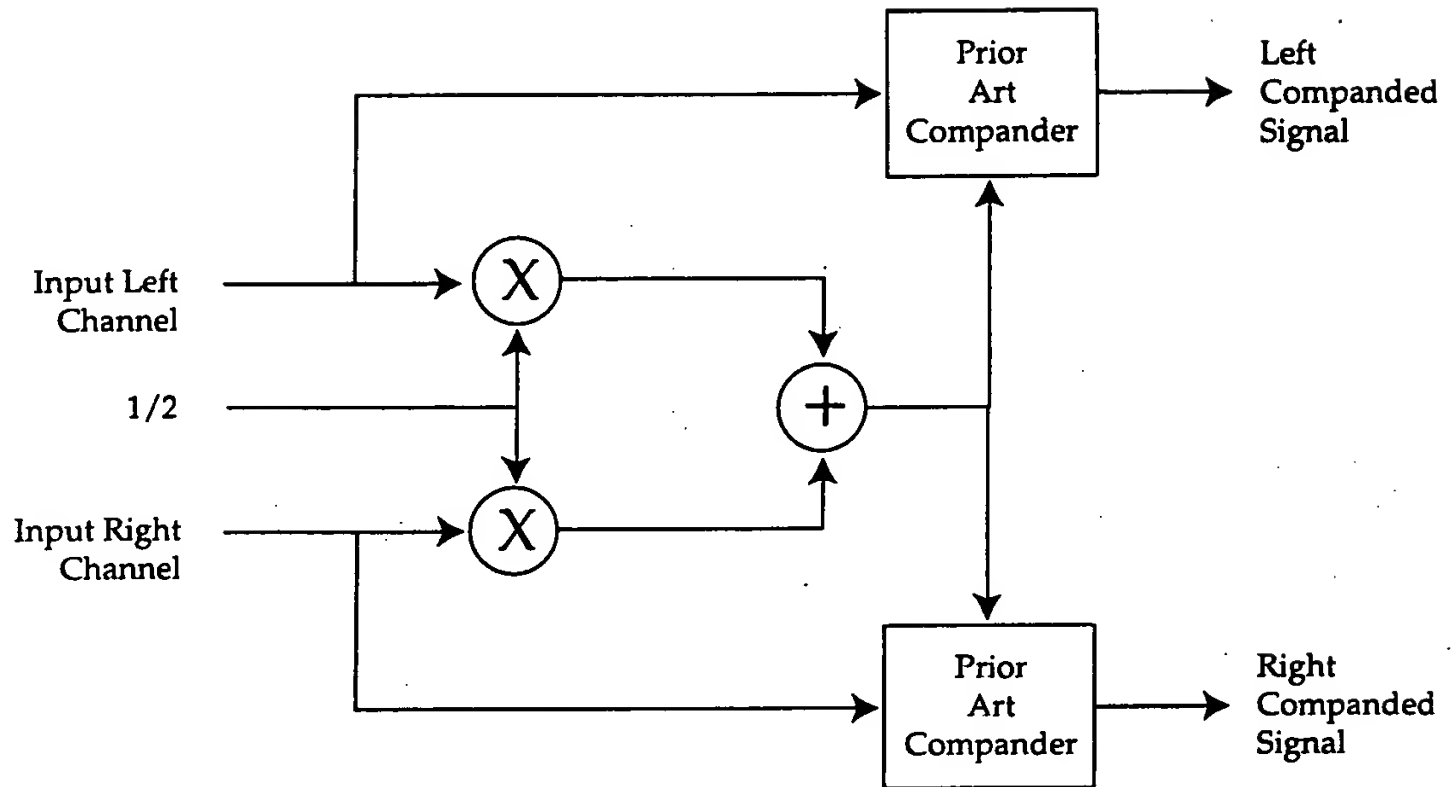 Prior
Art
Compander
Left
Companded
Signal
Input Left
Channel
X
1/2
+
Input Right
Channel
X
Prior
Art
Compander
Right
Companded
Signal